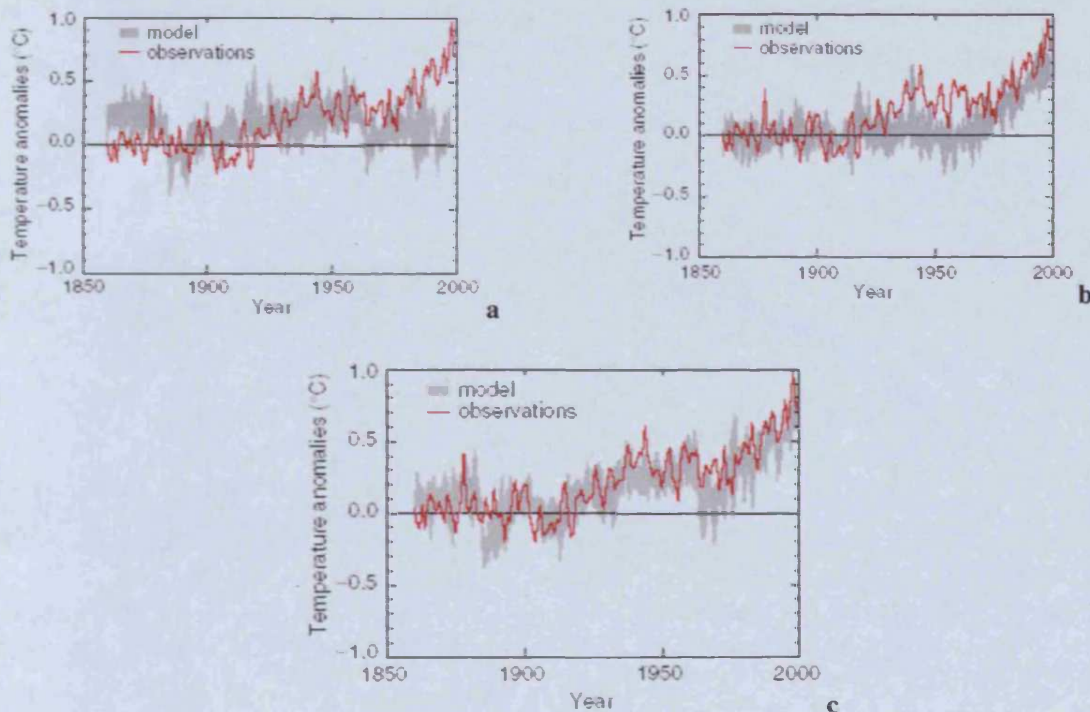 Temperature anomalies (°C)
1.0
0.5
0.0
−0.5
−1.0
model
observations
1850
1900
1950
2000
Year
a
Temperature anomalies (°C)
1.0
0.5
0.0
−0.5
−1.0
model
observations
1850
1900
1950
2000
Year
b
Temperature anomalies (°C)
1.0
0.5
0.0
−0.5
−1.0
model
observations
1850
1900
1950
2000
Year
c